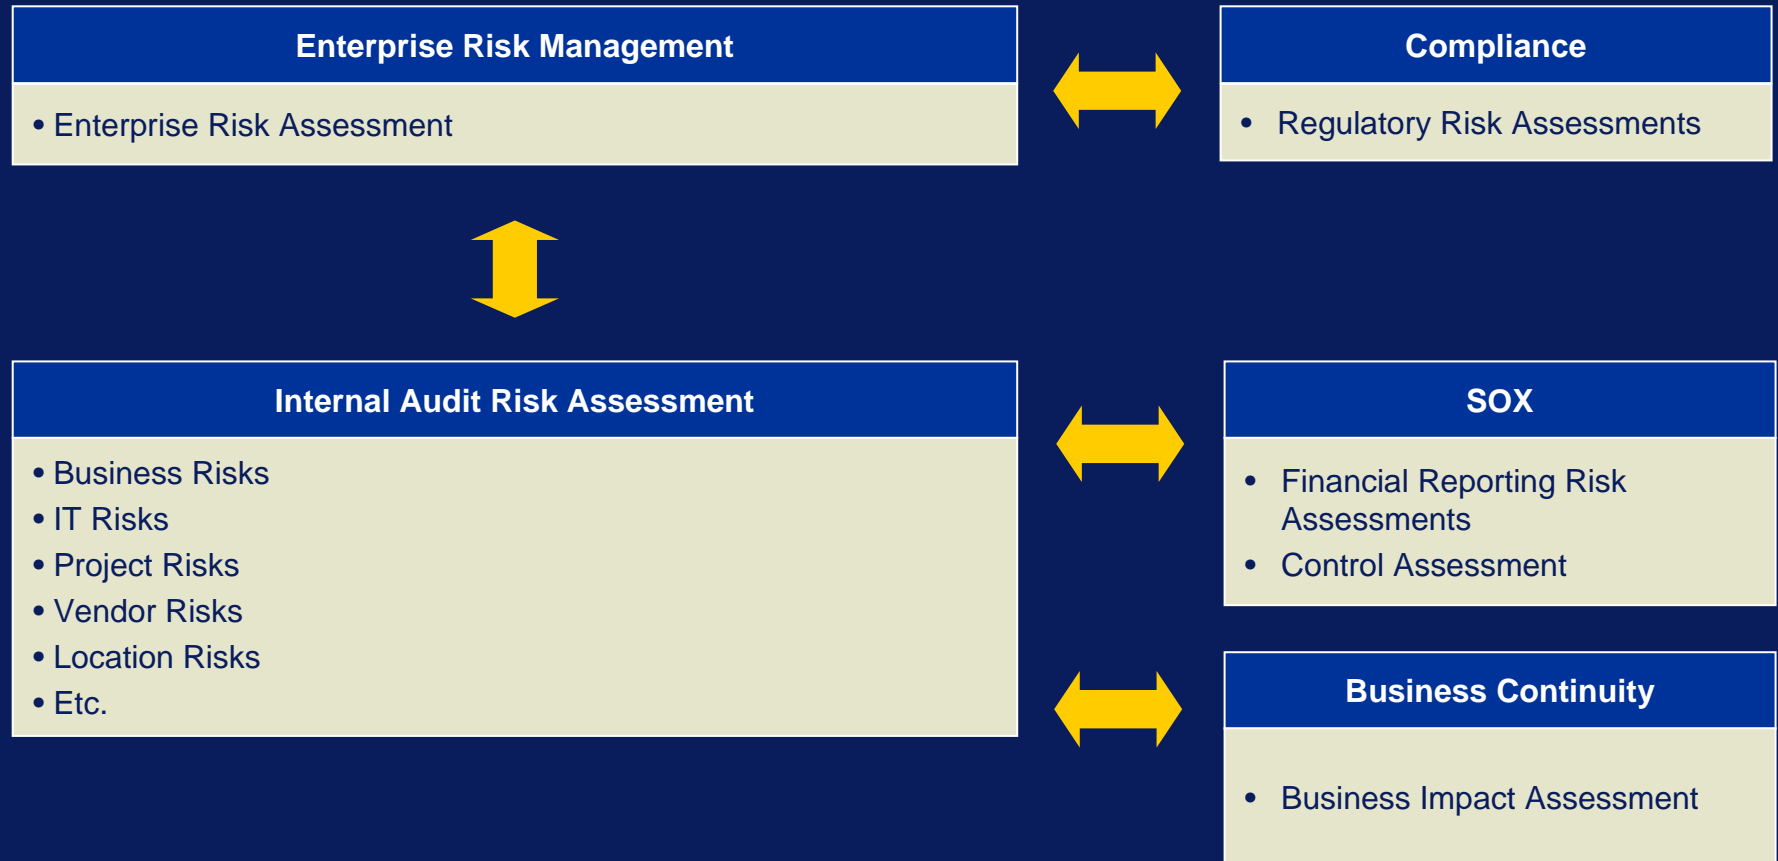 Enterprise Risk Management
• Enterprise Risk Assessment
Compliance
• Regulatory Risk Assessments
Internal Audit Risk Assessment
• Business Risks
• IT Risks
• Project Risks
• Vendor Risks
• Location Risks
• Etc.
SOX
• Financial Reporting Risk
Assessments
• Control Assessment
Business Continuity
• Business Impact Assessment